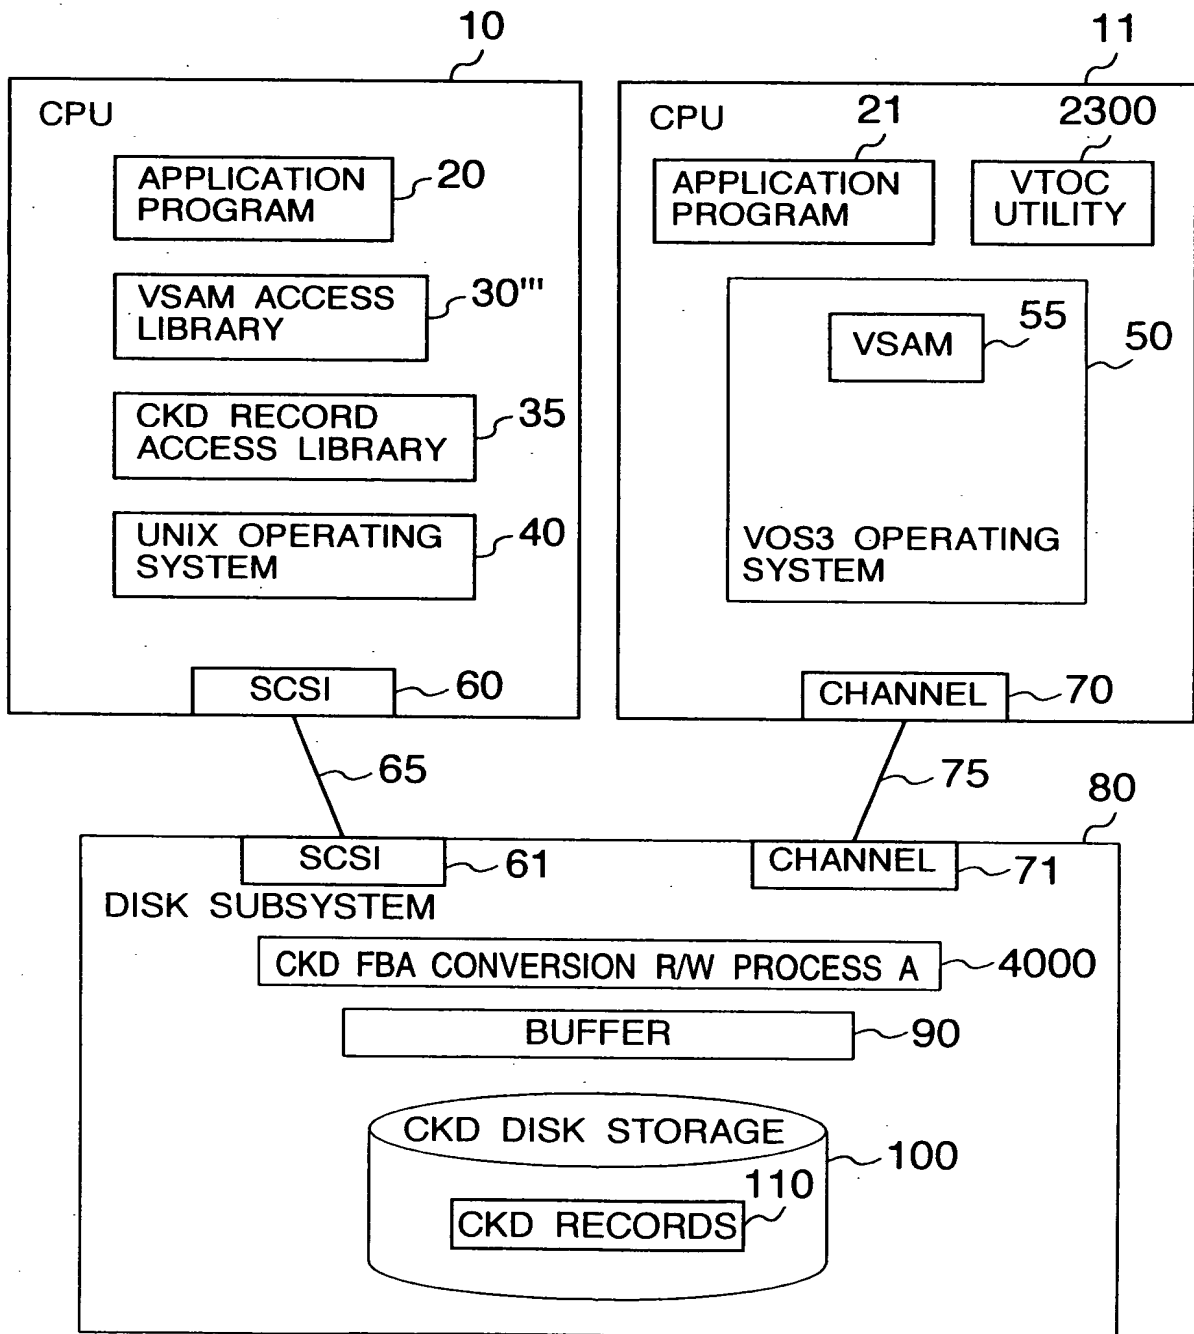 10
11
CPU
CPU
21
2300
APPLICATION
PROGRAM
20
APPLICATION
PROGRAM
VTOC
UTILITY
VSAM ACCESS
LIBRARY
30'''
VSAM
55
50
CKD RECORD
ACCESS LIBRARY
35
UNIX OPERATING
SYSTEM
40
VOS3 OPERATING
SYSTEM
SCSI
60
CHANNEL
70
65
75
80
SCSI
61
CHANNEL
71
DISK SUBSYSTEM
CKD FBA CONVERSION R/W PROCESS A
4000
BUFFER
90
CKD DISK STORAGE
100
110
CKD RECORDS